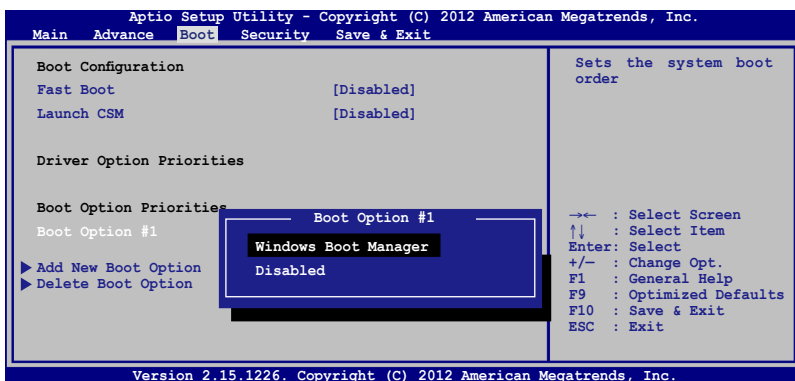 Aptio Setup Utility - Copyright (C) 2012 American Megatrends, Inc.
Main Advance Boot Security Save & Exit
Boot Configuration
Fast Boot [Disabled]
Launch CSM [Disabled]
Driver Option Priorities
Boot Option Priorities
Boot Option #1
Add New Boot Option
Delete Boot Option
Boot Option #1
Windows Boot Manager
Disabled
Sets the system boot
order
→← : Select Screen
↑↓ : Select Item
Enter: Select
+/— : Change Opt.
F1 : General Help
F9 : Optimized Defaults
F10 : Save & Exit
ESC : Exit
Version 2.15.1226. Copyright (C) 2012 American Megatrends, Inc.